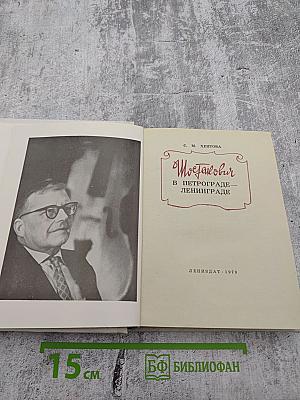 С. М. ХЕНТОВА
Шостакович
В ПЕТРОГРАДЕ—
ЛЕНИНГРАДЕ
ЛЕНИЗДАТ · 1979
15 см
БФ БИБЛИОФАН